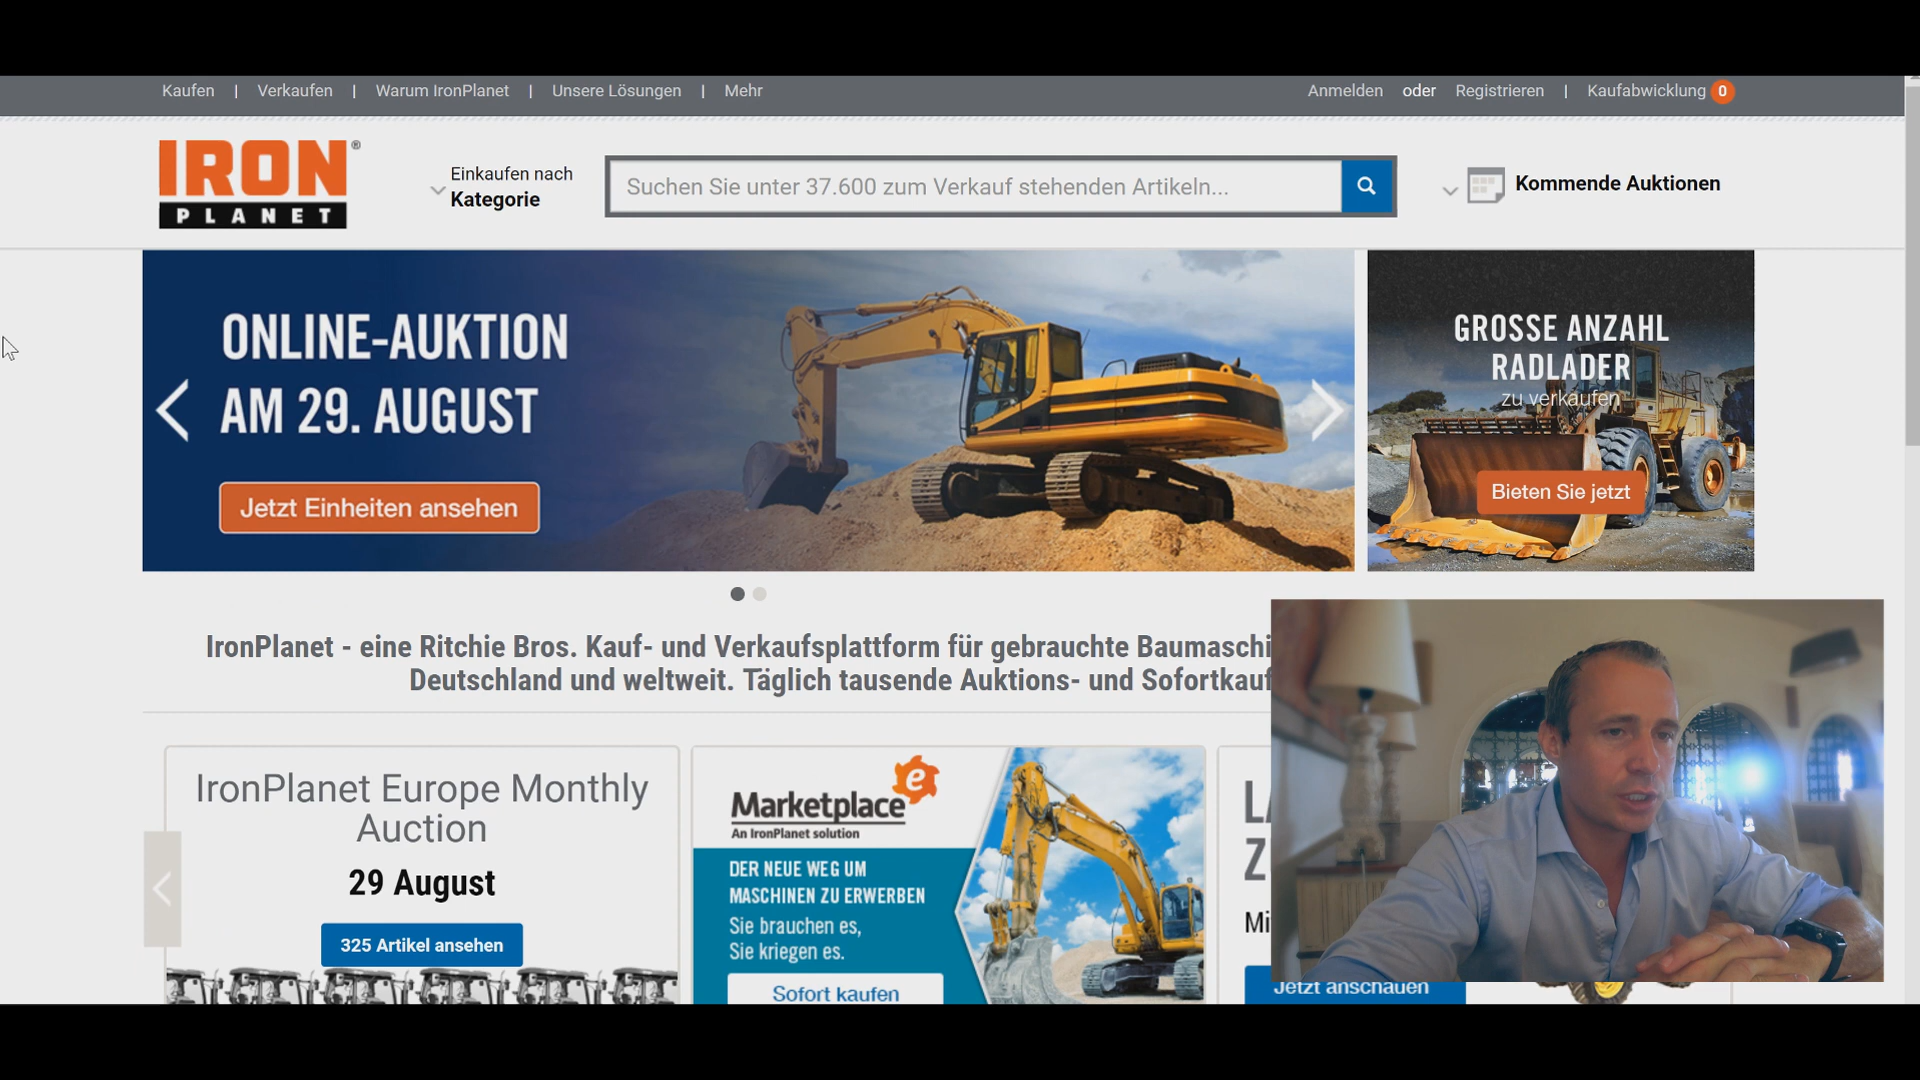 Kaufen | Verkaufen | Warum IronPlanet | Unsere Lösungen | Mehr
Anmelden oder Registrieren | Kaufabwicklung 0
IRON ®
PLANET
Einkaufen nach
Kategorie
Suchen Sie unter 37.600 zum Verkauf stehenden Artikeln...
Kommende Auktionen
ONLINE-AUKTION
AM 29. AUGUST
Jetzt Einheiten ansehen
GROSSE ANZAHL
RADLADER
zu verkaufen
Bieten Sie jetzt
IronPlanet - eine Ritchie Bros. Kauf- und Verkaufsplattform für gebrauchte Baumaschi
Deutschland und weltweit. Täglich tausende Auktions- und Sofortkauf
IronPlanet Europe Monthly
Auction
29 August
325 Artikel ansehen
Marketplace e
An IronPlanet solution
DER NEUE WEG UM
MASCHINEN ZU ERWERBEN
Sie brauchen es,
Sie kriegen es.
Sofort kaufen
Jetzt anschauen